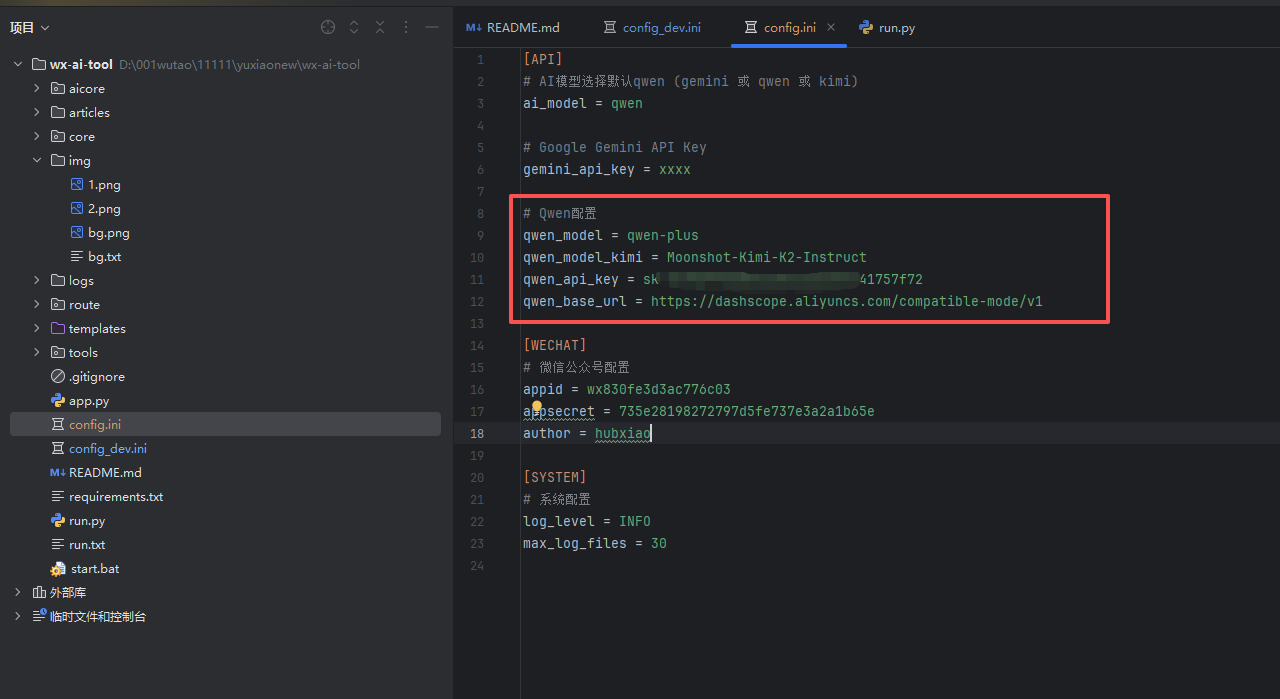 项目
wx-ai-tool D:\001wutao\11111\yuxiaonew\wx-ai-tool
aicore
articles
core
img
1.png
2.png
bg.png
bg.txt
logs
route
templates
tools
.gitignore
app.py
config.ini
config_dev.ini
M↓ README.md
requirements.txt
run.py
run.txt
start.bat
外部库
临时文件和控制台
M↓ README.md config_dev.ini config.ini × run.py
1 [API]
2 # AI模型选择默认qwen (gemini 或 qwen 或 kimi)
3 ai_model = qwen
4
5 # Google Gemini API Key
6 gemini_api_key = xxxx
7
8 # Qwen配置
9 qwen_model = qwen-plus
10 qwen_model_kimi = Moonshot-Kimi-K2-Instruct
11 qwen_api_key = sk 41757f72
12 qwen_base_url = https://dashscope.aliyuncs.com/compatible-mode/v1
13
14 [WECHAT]
15 # 微信公众号配置
16 appid = wx830fe3d3ac776c03
17 appsecret = 735e28198272797d5fe737e3a2a1b65e
18 author = hubxiao
19
20 [SYSTEM]
21 # 系统配置
22 log_level = INFO
23 max_log_files = 30
24